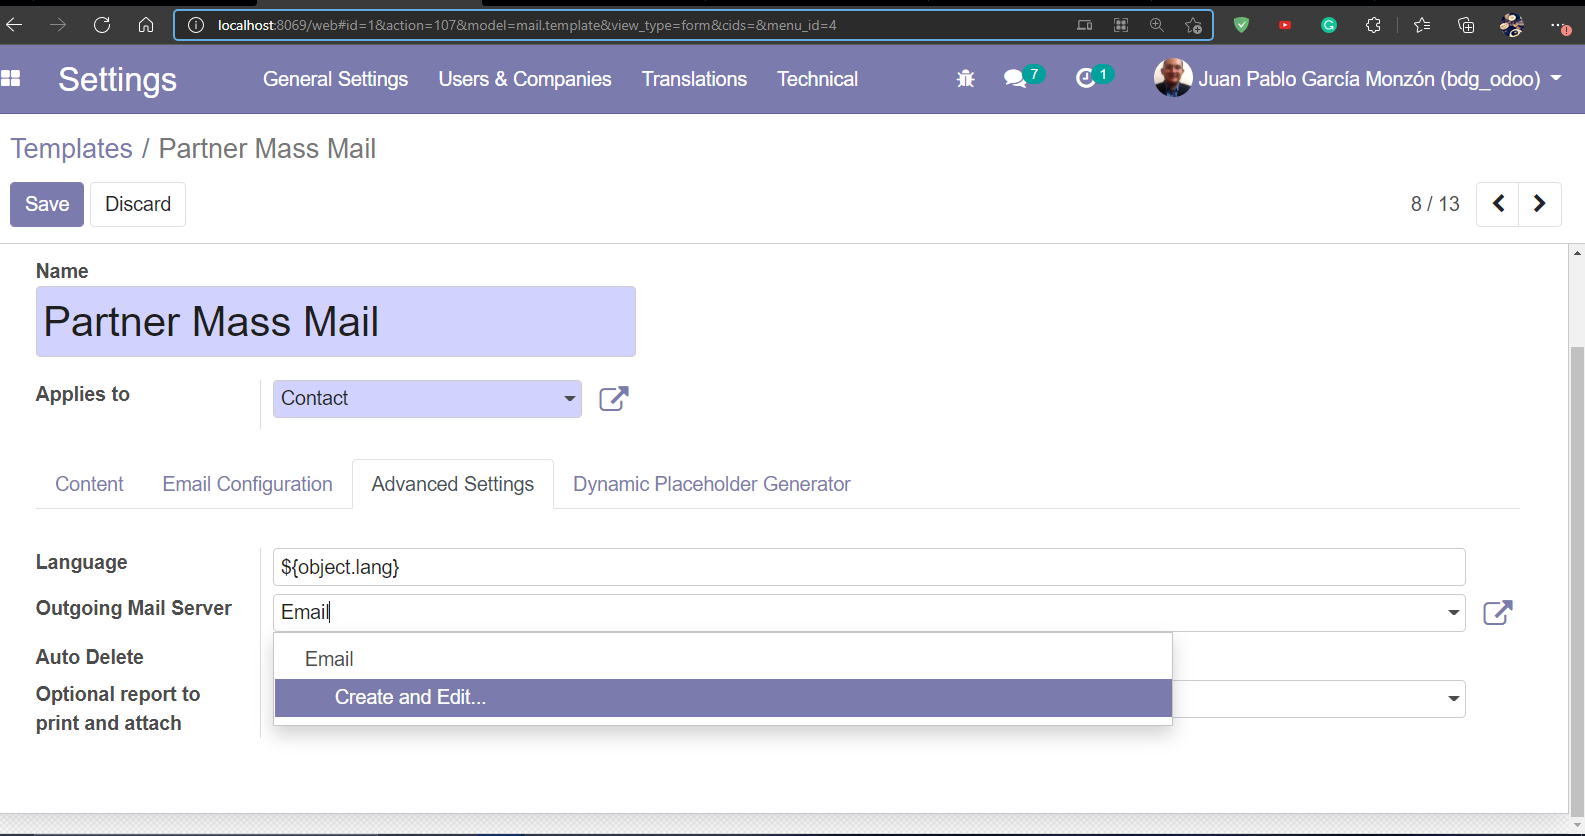 localhost:8069/web#id=1&action=107&model=mail.template&view_type=form&cids=&menu_id=4
Settings General Settings Users & Companies Translations Technical 7 1 Juan Pablo García Monzón (bdg_odoo)
Templates / Partner Mass Mail
Save Discard 8 / 13
Name
Partner Mass Mail
Applies to Contact
Content Email Configuration Advanced Settings Dynamic Placeholder Generator
Language ${object.lang}
Outgoing Mail Server Email
Auto Delete Email
Optional report to Create and Edit...
print and attach